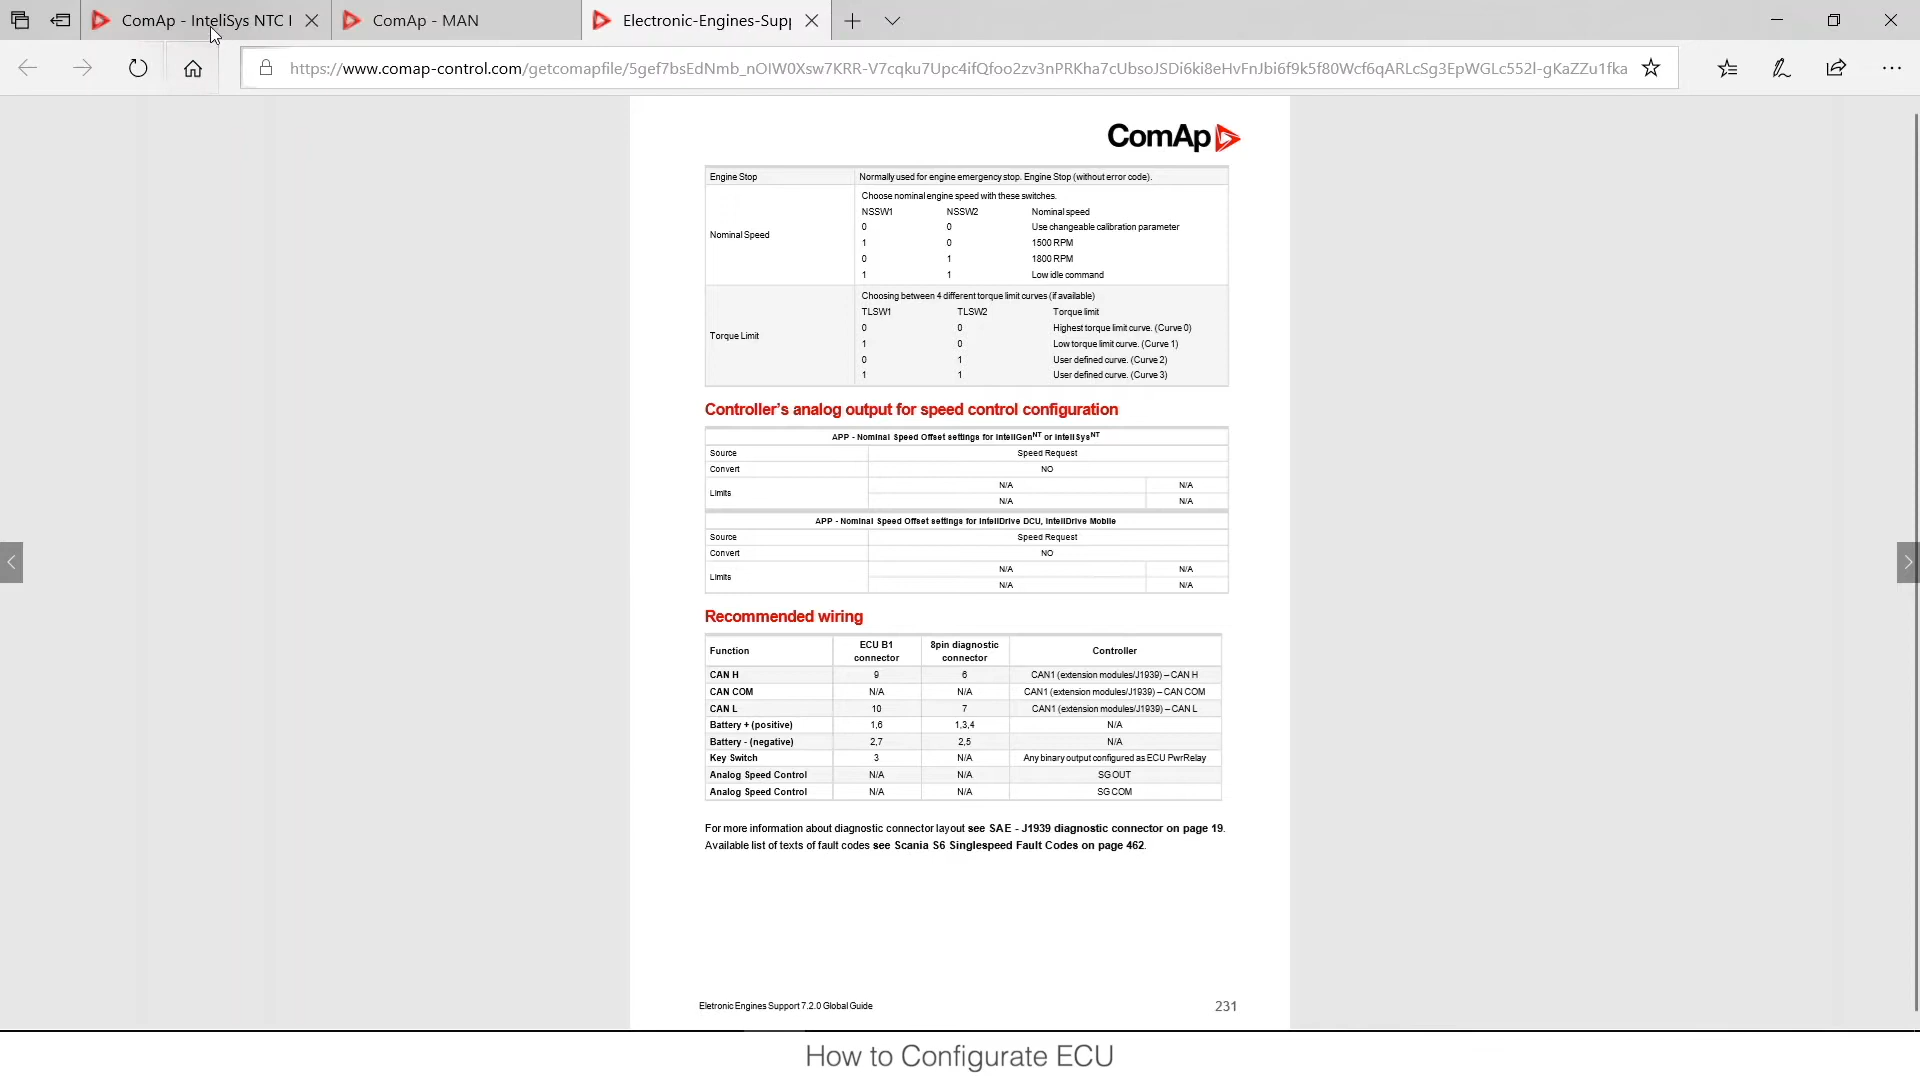 ComAp - InteliSys NTC I
ComAp - MAN
Electronic-Engines-Supp
https://www.comap-control.com/getcomapfile/5gef7bsEdNmb_nOIW0Xsw7KRR-V7cqku7Upc4ifQfoo2zv3nPRKha7cUbsoJSDi6ki8eHvFnJbi6f9k5f80Wcf6qARLcSg3EpWGLc552I-gKaZZu1fka
ComAp
Engine Stop Normally used for engine emergency stop. Engine Stop (without error code).
Choose nominal engine speed with these switches.
NSSW1 NSSW2 Nominal speed
0 0 Use changeable calibration parameter
Nominal Speed
1 0 1500 RPM
0 1 1800 RPM
1 1 Low idle command
Choosing between 4 different torque limit curves (if available)
TLSW1 TLSW2 Torque limit
0 0 Highest torque limit curve. (Curve 0)
Torque Limit
1 0 Low torque limit curve. (Curve 1)
0 1 User defined curve. (Curve 2)
1 1 User defined curve. (Curve 3)
Controller's analog output for speed control configuration
APP - Nominal Speed Offset settings for InteliGenNT or InteliSysNT
Source Speed Request
Convert NO
Limits
N/A N/A
N/A N/A
APP - Nominal Speed Offset settings for InteliDrive DCU, InteliDrive Mobile
Source Speed Request
Convert NO
Limits
N/A N/A
N/A N/A
Recommended wiring
Function ECU B1 connector 8pin diagnostic connector Controller
CAN H 9 6 CAN1 (extension modules/J1939) – CAN H
CAN COM N/A N/A CAN1 (extension modules/J1939) – CAN COM
CAN L 10 7 CAN1 (extension modules/J1939) – CAN L
Battery + (positive) 1,6 1,3,4 N/A
Battery - (negative) 2,7 2,5 N/A
Key Switch 3 N/A Any binary output configured as ECU PwrRelay
Analog Speed Control N/A N/A SG OUT
Analog Speed Control N/A N/A SG COM
For more information about diagnostic connector layout see SAE - J1939 diagnostic connector on page 19.
Available list of texts of fault codes see Scania S6 Singlespeed Fault Codes on page 462.
Eletronic Engines Support 7.2.0 Global Guide 231
How to Configurate ECU